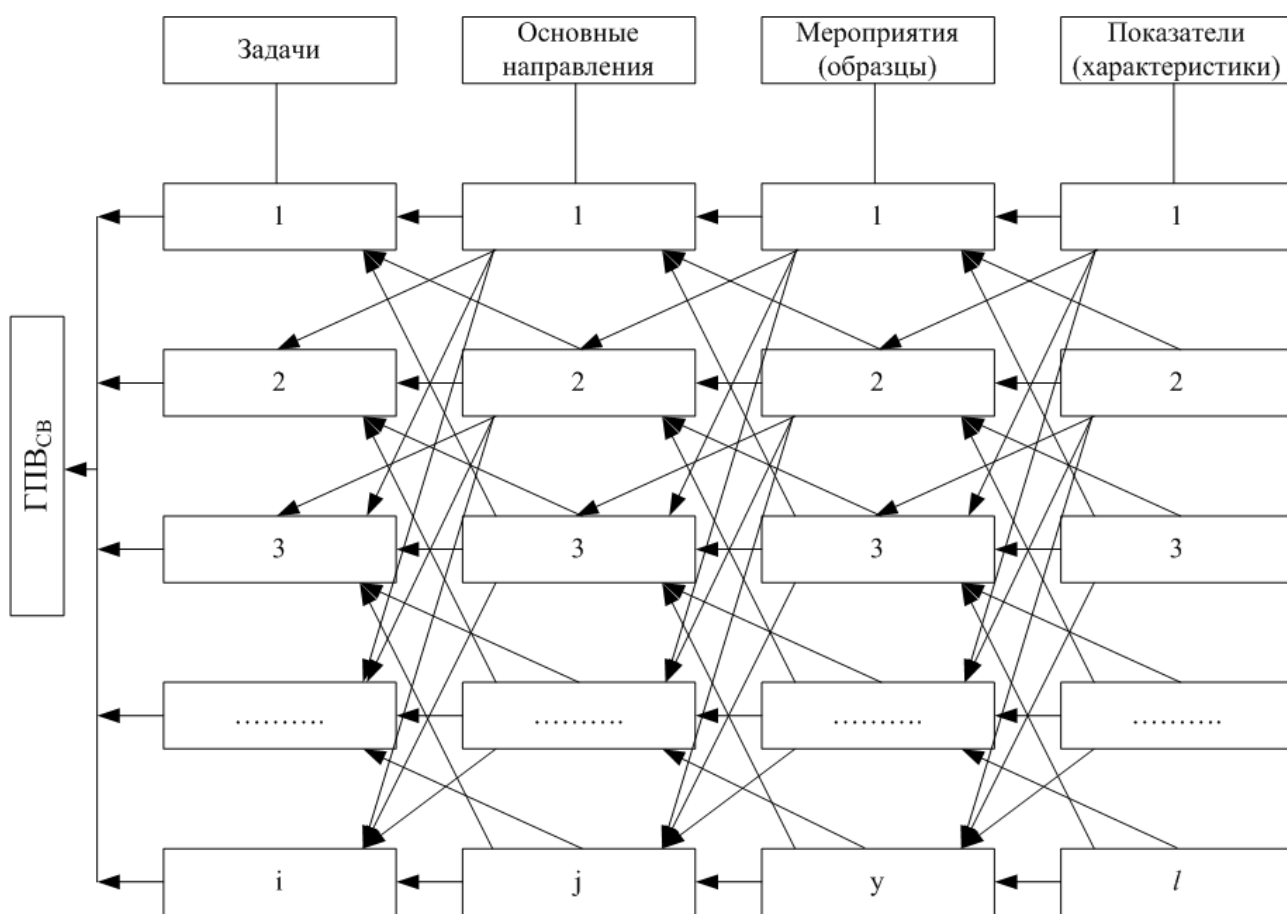 Задачи
Основные
направления
Мероприятия
(образцы)
Показатели
(характеристики)
1
1
1
1
2
2
2
2
ГПВСВ
3
3
3
3
……….
……….
……….
……….
i
j
y
l